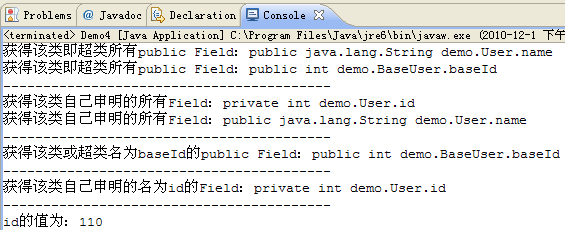 Problems @ Javadoc Declaration Console
<terminated> Demo4 [Java Application] C:\Program Files\Java\jre6\bin\javaw.exe (2010-12-1 下午
获得该类即超类所有public Field: public java.lang.String demo.User.name
获得该类即超类所有public Field: public int demo.BaseUser.baseId
-----------------------------------------
获得该类自己申明的所有Field: private int demo.User.id
获得该类自己申明的所有Field: public java.lang.String demo.User.name
-----------------------------------------
获得该类或超类名为baseId的public Field: public int demo.BaseUser.baseId
-----------------------------------------
获得该类自己申明的名为id的Field: private int demo.User.id
-----------------------------------------
id的值为: 110